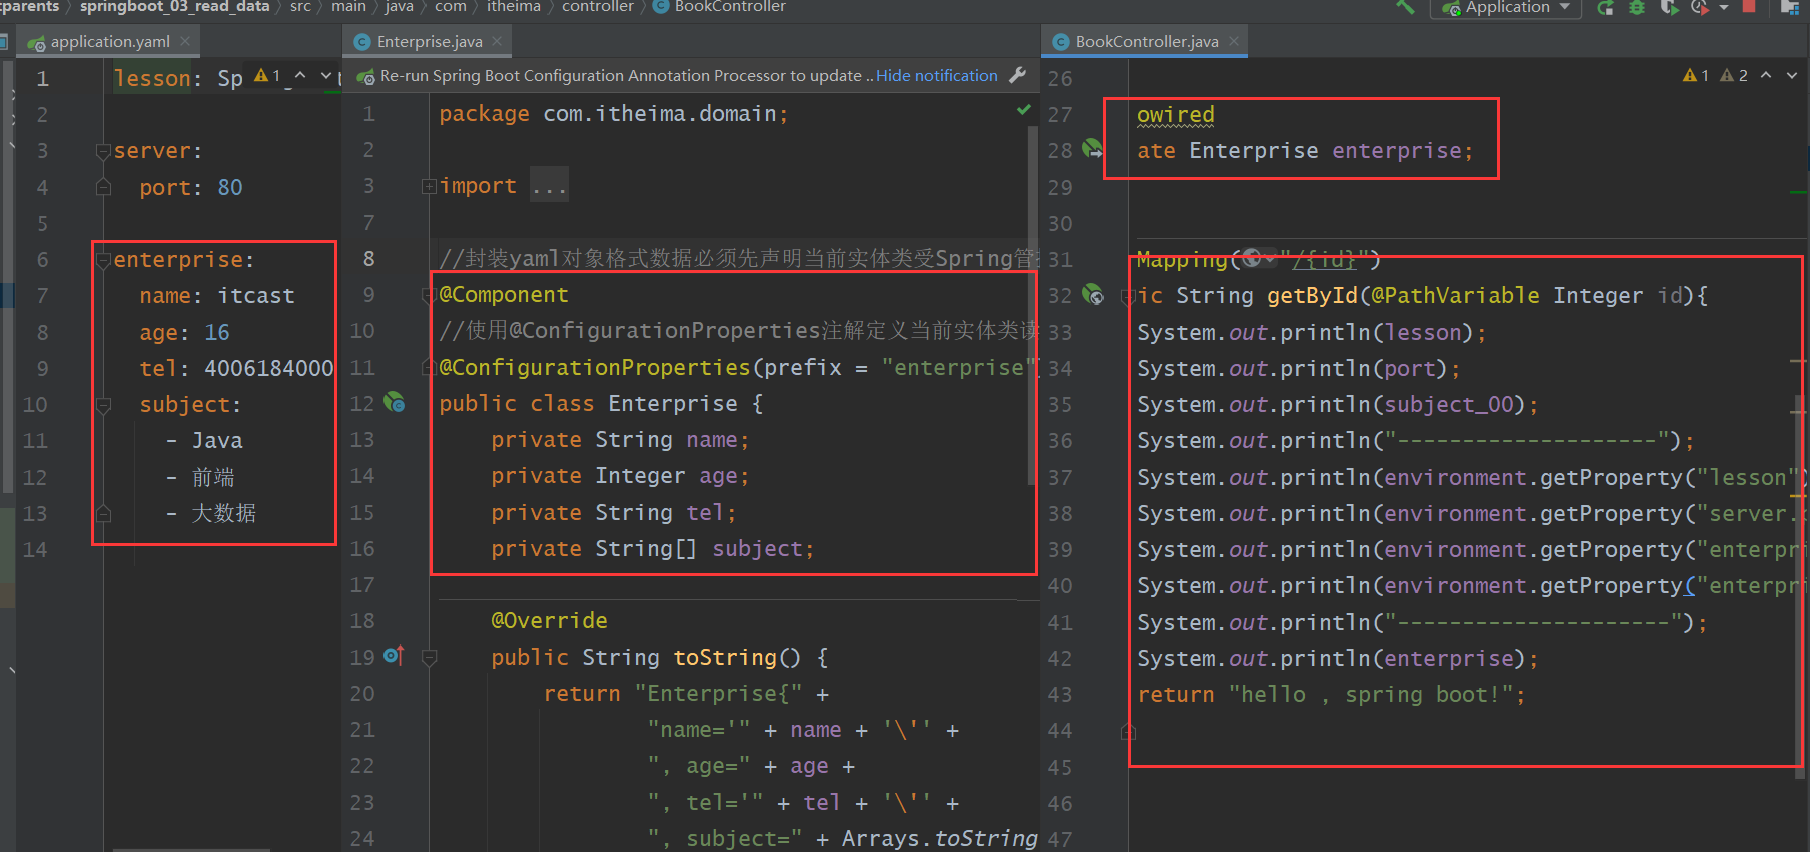 tparents › springboot_03_read_data › src › main › java › com › itheima › controller › BookController
Application
application.yaml
1 lesson: Sp
1
2
3 server:
4 port: 80
5
6 enterprise:
7 name: itcast
8 age: 16
9 tel: 4006184000
10 subject:
11 - Java
12 - 前端
13 - 大数据
14
Enterprise.java
Re-run Spring Boot Configuration Annotation Processor to update .. Hide notification
1 package com.itheima.domain;
2
3 import ...
7
8 //封装yaml对象格式数据必须先声明当前实体类受Spring管
9 @Component
10 //使用@ConfigurationProperties注解定义当前实体类读
11 @ConfigurationProperties(prefix = "enterprise")
12 public class Enterprise {
13 private String name;
14 private Integer age;
15 private String tel;
16 private String[] subject;
17
18 @Override
19 public String toString() {
20 return "Enterprise{" +
21 "name='" + name + '\'' +
22 ", age=" + age +
23 ", tel='" + tel + '\'' +
24 ", subject=" + Arrays.toString
BookController.java
1 2
26
27 owired
28 ate Enterprise enterprise;
29
30
31 Mapping("/{id}")
32 ic String getById(@PathVariable Integer id){
33 System.out.println(lesson);
34 System.out.println(port);
35 System.out.println(subject_00);
36 System.out.println("--------------------");
37 System.out.println(environment.getProperty("lesson")
38 System.out.println(environment.getProperty("server.
39 System.out.println(environment.getProperty("enterpri
40 System.out.println(environment.getProperty("enterpri
41 System.out.println("---------------------");
42 System.out.println(enterprise);
43 return "hello , spring boot!";
44
45
46
47